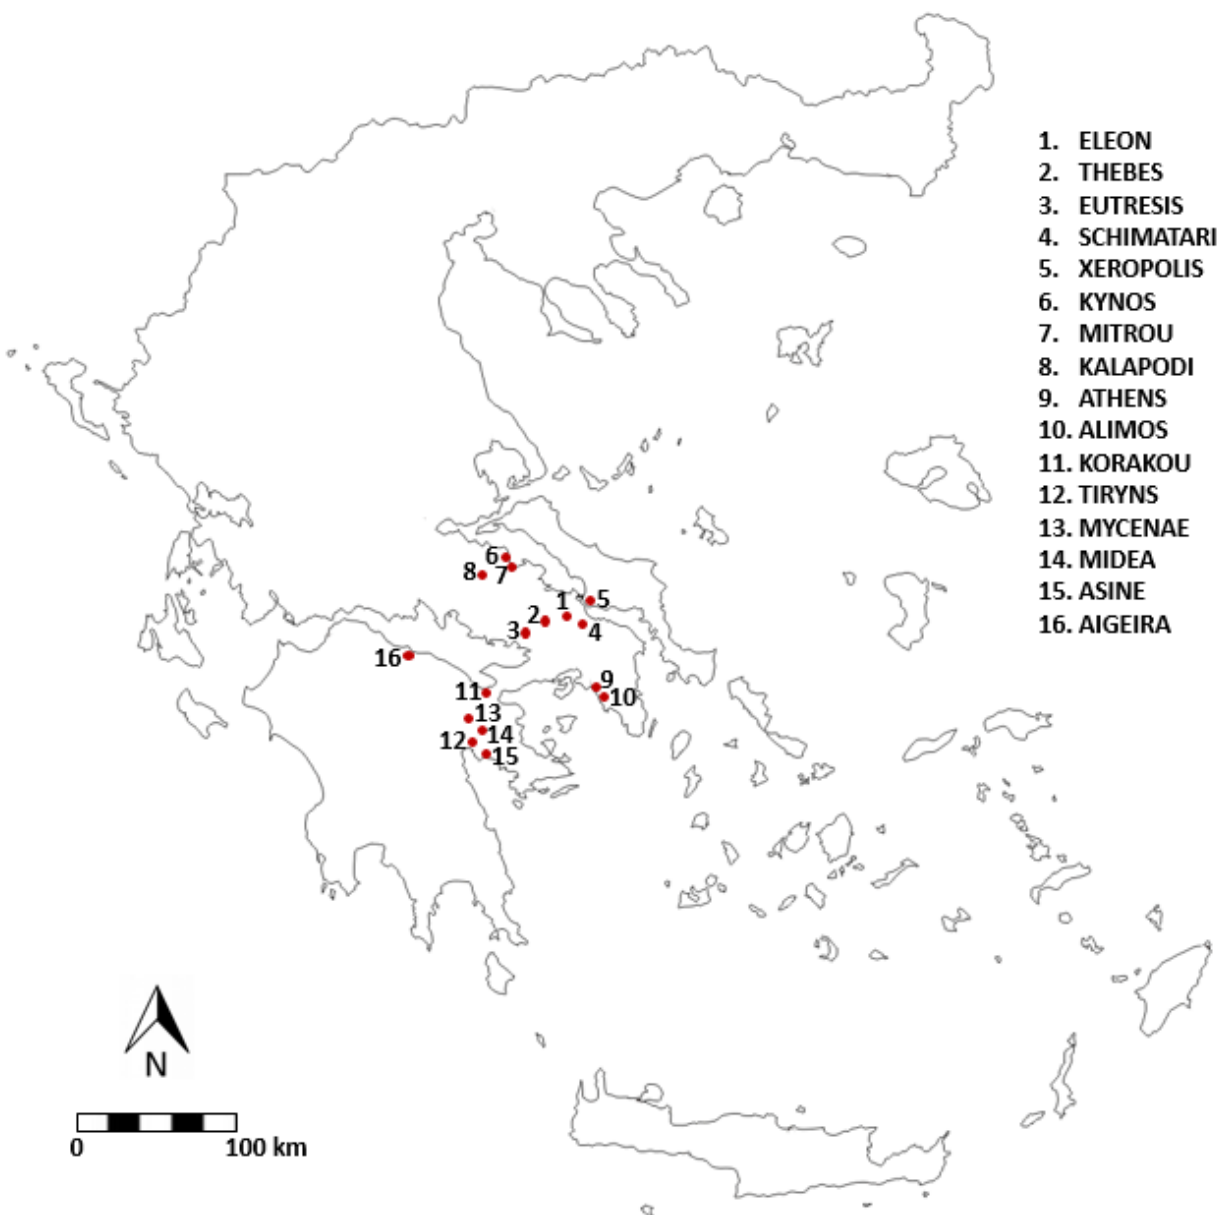 1. ELEON
2. THEBES
3. EUTRESIS
4. SCHIMATARI
5. XEROPOLIS
6. KYNOS
7. MITROU
8. KALAPODI
9. ATHENS
10. ALIMOS
11. KORAKOU
12. TIRYNS
13. MYCENAE
14. MIDEA
15. ASINE
16. AIGEIRA
6
8 7
1 5
2
3 4
16
9
11 10
13
12 14
15
N
0 100 km